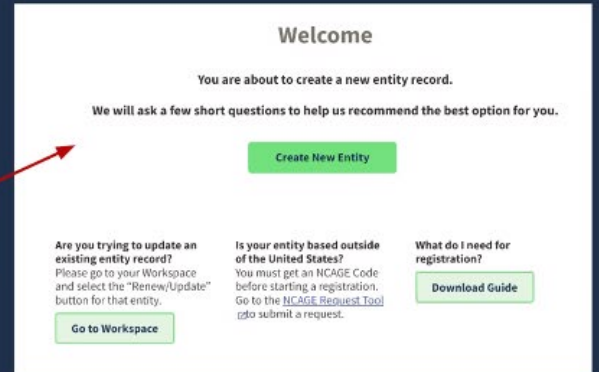 Welcome
You are about to create a new entity record.
We will ask a few short questions to help us recommend the best option for you.
Create New Entity
Are you trying to update an
existing entity record?
Please go to your Workspace
and select the "Renew/Update"
button for that entity.
Go to Workspace
Is your entity based outside
of the United States?
You must get an NCAGE Code
before starting a registration.
Go to the NCAGE Request Tool
to submit a request.
What do I need for
registration?
Download Guide